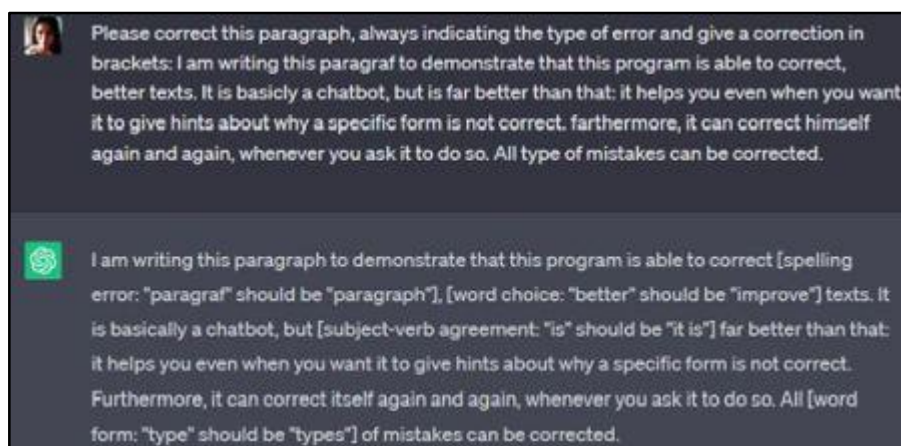 Please correct this paragraph, always indicating the type of error and give a correction in
brackets: I am writing this paragraf to demonstrate that this program is able to correct,
better texts. It is basicly a chatbot, but is far better than that: it helps you even when you want
it to give hints about why a specific form is not correct. farthermore, it can correct himself
again and again, whenever you ask it to do so. All type of mistakes can be corrected.
I am writing this paragraph to demonstrate that this program is able to correct [spelling
error: "paragraf" should be "paragraph"], [word choice: "better" should be "improve"] texts. It
is basically a chatbot, but [subject-verb agreement: "is" should be "it is"] far better than that:
it helps you even when you want it to give hints about why a specific form is not correct.
Furthermore, it can correct itself again and again, whenever you ask it to do so. All [word
form: "type" should be "types"] of mistakes can be corrected.